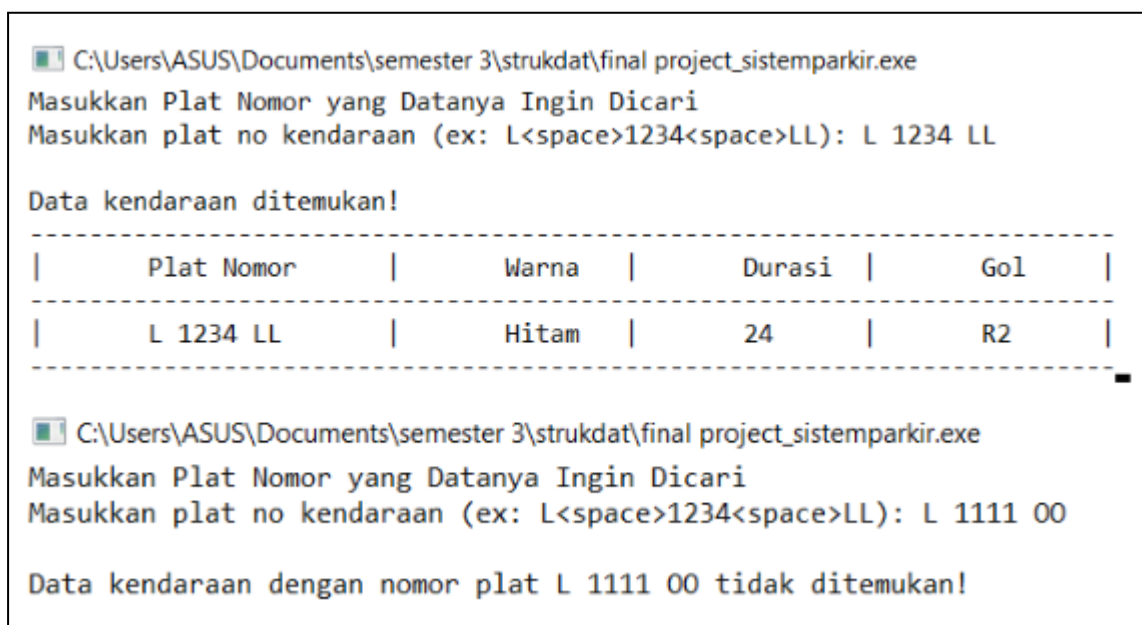 C:\Users\ASUS\Documents\semester 3\strukdat\final project_sistemparkir.exe
Masukkan Plat Nomor yang Datanya Ingin Dicari
Masukkan plat no kendaraan (ex: L<space>1234<space>LL): L 1234 LL
Data kendaraan ditemukan!
--------------------------------------------------------------------------
| Plat Nomor | Warna | Durasi | Gol |
--------------------------------------------------------------------------
| L 1234 LL | Hitam | 24 | R2 |
--------------------------------------------------------------------------
C:\Users\ASUS\Documents\semester 3\strukdat\final project_sistemparkir.exe
Masukkan Plat Nomor yang Datanya Ingin Dicari
Masukkan plat no kendaraan (ex: L<space>1234<space>LL): L 1111 OO
Data kendaraan dengan nomor plat L 1111 OO tidak ditemukan!